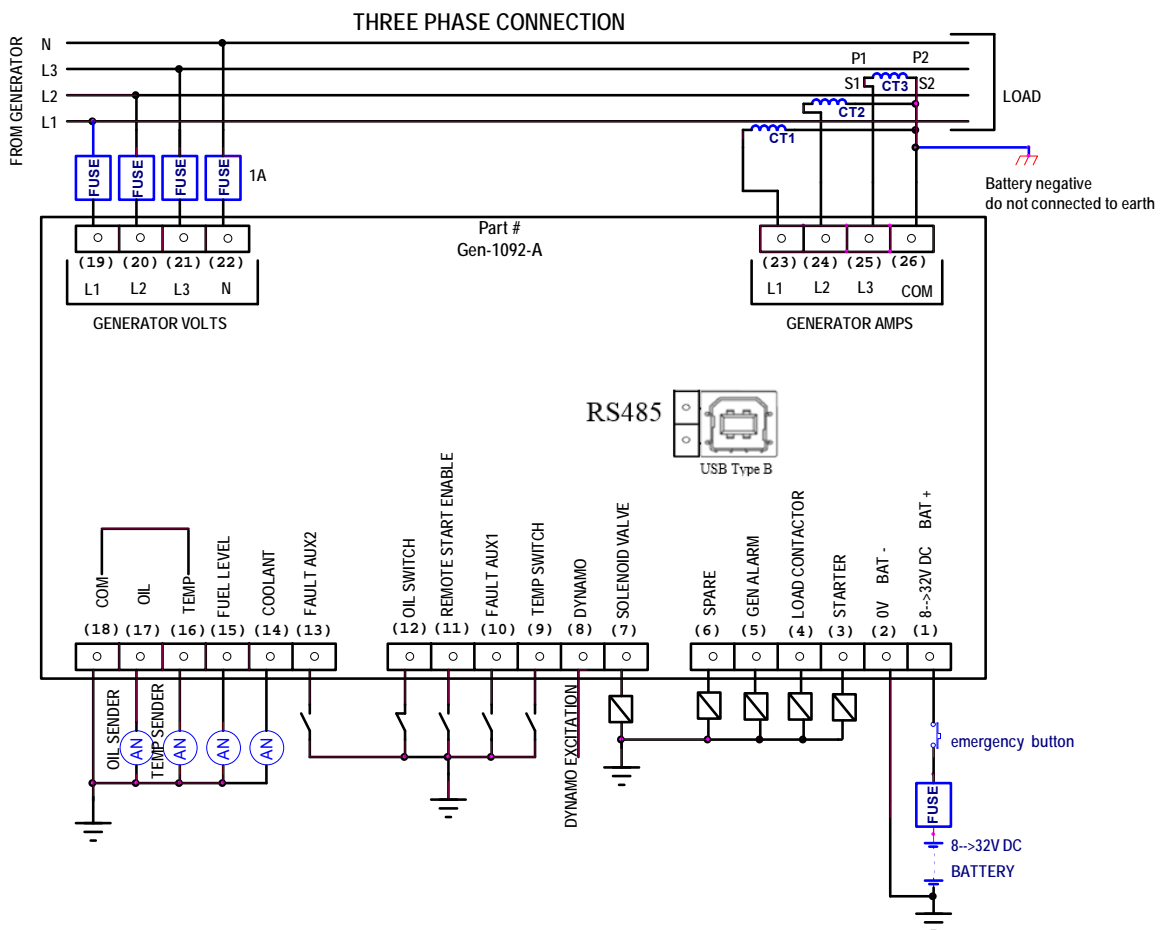 THREE PHASE CONNECTION
FROM GENERATOR
N
L3
L2
L1
P1 P2
S1 CT3 S2
CT2
CT1
LOAD
FUSE FUSE FUSE FUSE 1A
Battery negative
do not connected to earth
Part #
Gen-1092-A
(19) (20) (21) (22)
L1 L2 L3 N
GENERATOR VOLTS
(23) (24) (25) (26)
L1 L2 L3 COM
GENERATOR AMPS
RS485
USB Type B
COM
OIL
TEMP
FUEL LEVEL
COOLANT
FAULT AUX2
OIL SWITCH
REMOTE START ENABLE
FAULT AUX1
TEMP SWITCH
DYNAMO
SOLENOID VALVE
SPARE
GEN ALARM
LOAD CONTACTOR
STARTER
0V BAT -
8-->32V DC BAT +
(18) (17) (16) (15) (14) (13) (12) (11) (10) (9) (8) (7) (6) (5) (4) (3) (2) (1)
OIL SENDER
AN
TEMP SENDER
AN
AN
AN
DYNAMO EXCITATION
emergency button
FUSE
8-->32V DC
BATTERY